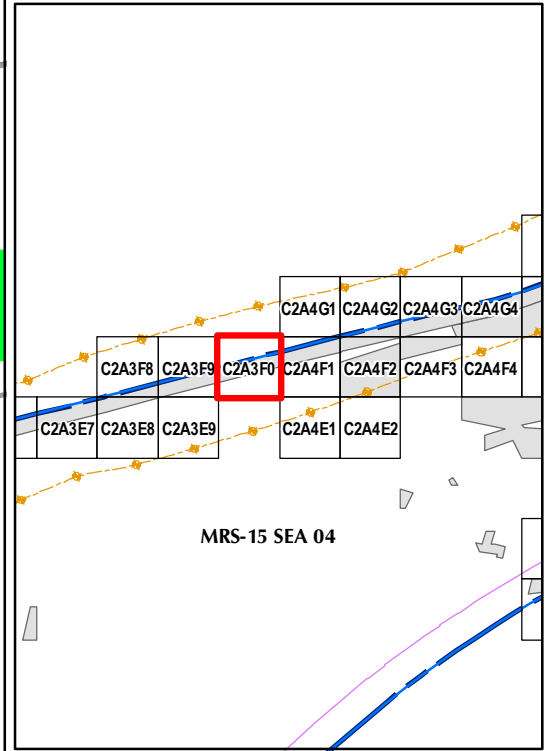 C2A4G1 C2A4G2 C2A4G3 C2A4G4
C2A3F8 C2A3F9 C2A3F0 C2A4F1 C2A4F2 C2A4F3 C2A4F4
C2A3E7 C2A3E8 C2A3E9 C2A4E1 C2A4E2
MRS-15 SEA 04